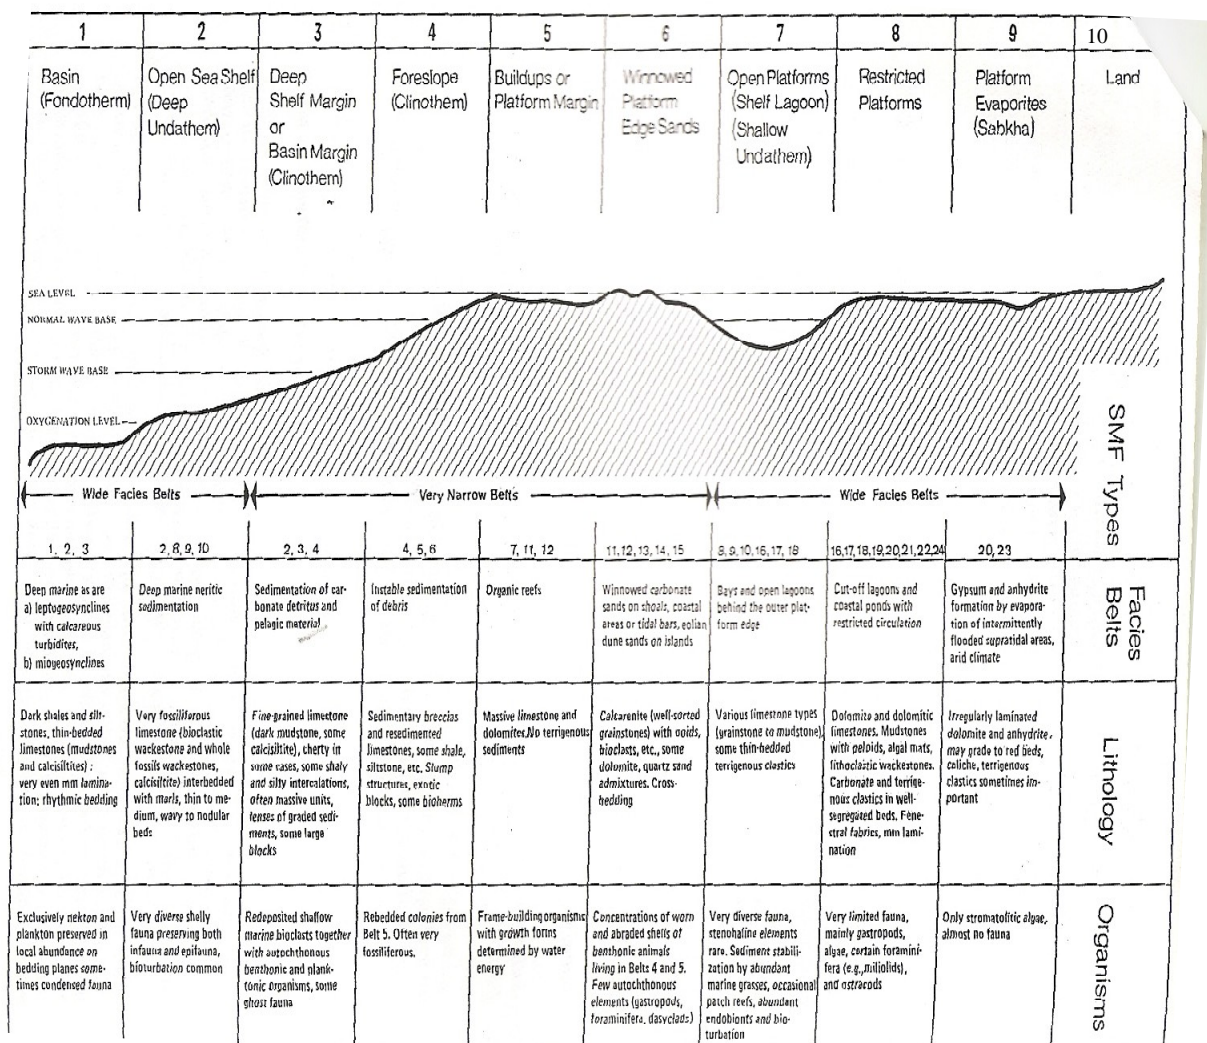 1 2 3 4 5 6 7 8 9 10
Basin
(Fondotherm)
Open Sea Shelf
(Deep
Undathem)
Deep
Shelf Margin
or
Basin Margin
(Clinothem)
Foreslope
(Clinothem)
Buildups or
Platform Margin
Winnowed
Platform
Edge Sands
Open Platforms
(Shelf Lagoon)
(Shallow
Undathem)
Restricted
Platforms
Platform
Evaporites
(Sabkha)
Land
SEA LEVEL
NORMAL WAVE BASE
STORM WAVE BASE
OXYGENATION LEVEL
Wide Facies Belts
Very Narrow Belts
Wide Facies Belts
SMF Types
1, 2, 3
2,8,9,10
2, 3, 4
4, 5, 6
7, 11, 12
11,12,13,14,15
8,9,10,16,17,18
16,17,18,19,20,21,22,24
20,23
Facies
Belts
Deep marine as are
a) leptogeosynclines
with calcareous
turbidites,
b) miogeosynclines
Deep marine neritic
sedimentation
Sedimentation of car-
bonate detritus and
pelagic material
Instable sedimentation
of debris
Organic reefs
Winnowed carbonate
sands on shoals, coastal
areas or tidal bars, eolian
dune sands on islands
Bays and open lagoons
behind the outer plat-
form edge
Cut-off lagoons and
coastal ponds with
restricted circulation
Gypsum and anhydrite
formation by evapora-
tion of intermittently
flooded supratidal areas,
arid climate
Lithology
Dark shales and silt-
stones, thin-bedded
limestones (mudstones
and calcisiltites) :
very even mm lamina-
tion; rhythmic bedding
Very fossiliferous
limestone (bioclastic
wackestone and whole
fossils wackestones,
calcisiltite) interbedded
with marls, thin to me-
dium, wavy to nodular
beds
Fine-grained limestone
(dark mudstone, some
calcisiltite), cherty in
some cases, some shaly
and silty intercalations,
often massive units,
lenses of graded sedi-
ments, some large
blocks
Sedimentary breccias
and resedimented
limestones, some shale,
siltstone, etc. Slump
structures, exotic
blocks, some bioherms
Massive limestone and
dolomites.No terrigenous
sediments
Calcarenite (well-sorted
grainstones) with ooids,
bioclasts, etc., some
dolomite, quartz sand
admixtures. Cross-
bedding
Various limestone types
(grainstone to mudstone),
some thin-bedded
terrigenous clastics
Dolomite and dolomitic
limestones. Mudstones
with peloids, algal mats,
lithoclastic wackestones.
Carbonate and terrige-
nous clastics in well-
segregated beds. Fene-
stral fabrics, mm lami-
nation
Irregularly laminated
dolomite and anhydrite,
may grade to red beds,
caliche, terrigenous
clastics sometimes im-
portant
Organisms
Exclusively nekton and
plankton preserved in
local abundance on
bedding planes some-
times condensed fauna
Very diverse shelly
fauna preserving both
infauna and epifauna,
bioturbation common
Redeposited shallow
marine bioclasts together
with autochthonous
benthonic and plank-
tonic organisms, some
ghost fauna
Rebedded colonies from
Belt 5. Often very
fossiliferous.
Frame-building organisms
with growth forms
determined by water
energy
Concentrations of worn
and abraded shells of
benthonic animals
living in Belts 4 and 5.
Few autochthonous
elements (gastropods,
foraminifera, dasyclads)
Very diverse fauna,
stenohaline elements
rare. Sediment stabili-
zation by abundant
marine grasses, occasional
patch reefs, abundant
endobionts and bio-
turbation
Very limited fauna,
mainly gastropods,
algae, certain foramini-
fera (e.g.,miliolids),
and ostracods
Only stromatolitic algae,
almost no fauna